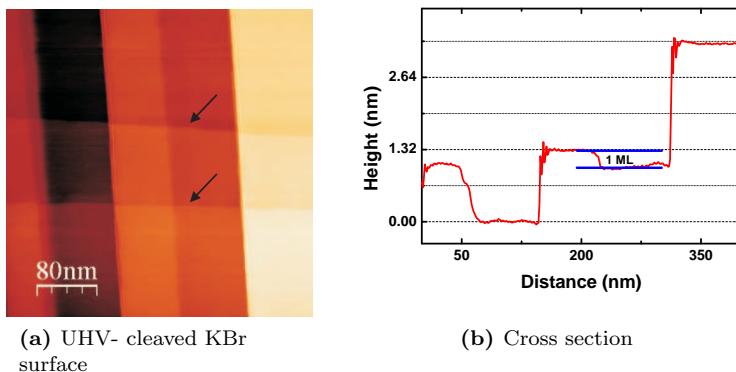 80nm
(a) UHV- cleaved KBr
surface
Height (nm)
2.64
1.32
0.00
1 ML
50
200
350
Distance (nm)
(b) Cross section